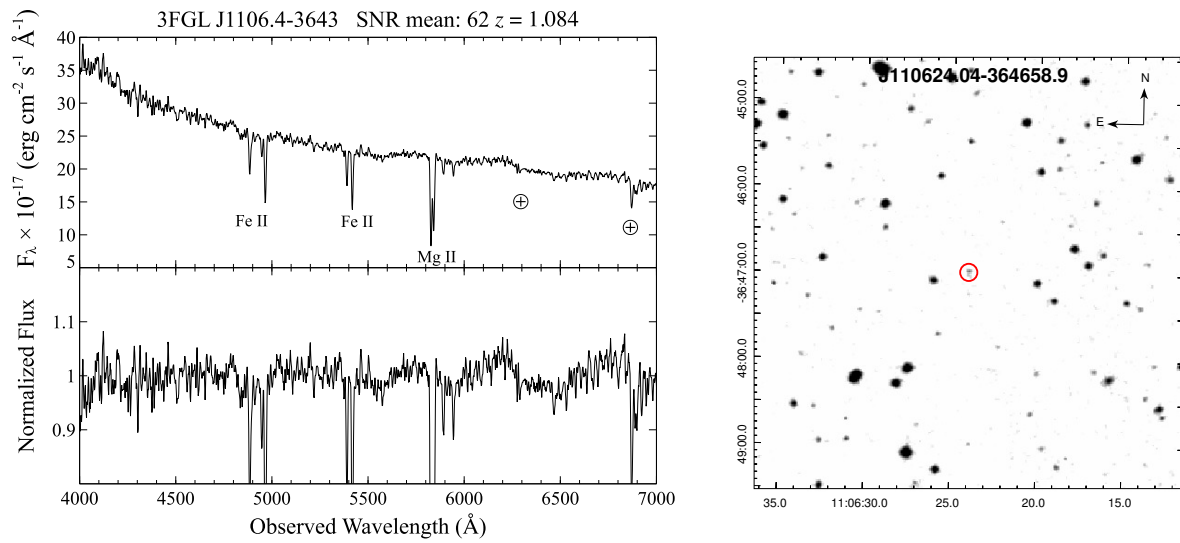 3FGL J1106.4-3643 SNR mean: 62 z = 1.084
F_λ × 10⁻¹⁷ (erg cm⁻² s⁻¹ Å⁻¹)
40
35
30
25
20
15
10
5
Fe II
Fe II
Mg II
Normalized Flux
1.1
1
0.9
4000 4500 5000 5500 6000 6500 7000
Observed Wavelength (Å)
J110624.04-364658.9
N
E
45:00.0
46:00.0
-36:47:00.0
48:00.0
49:00.0
35.0 11:06:30.0 25.0 20.0 15.0